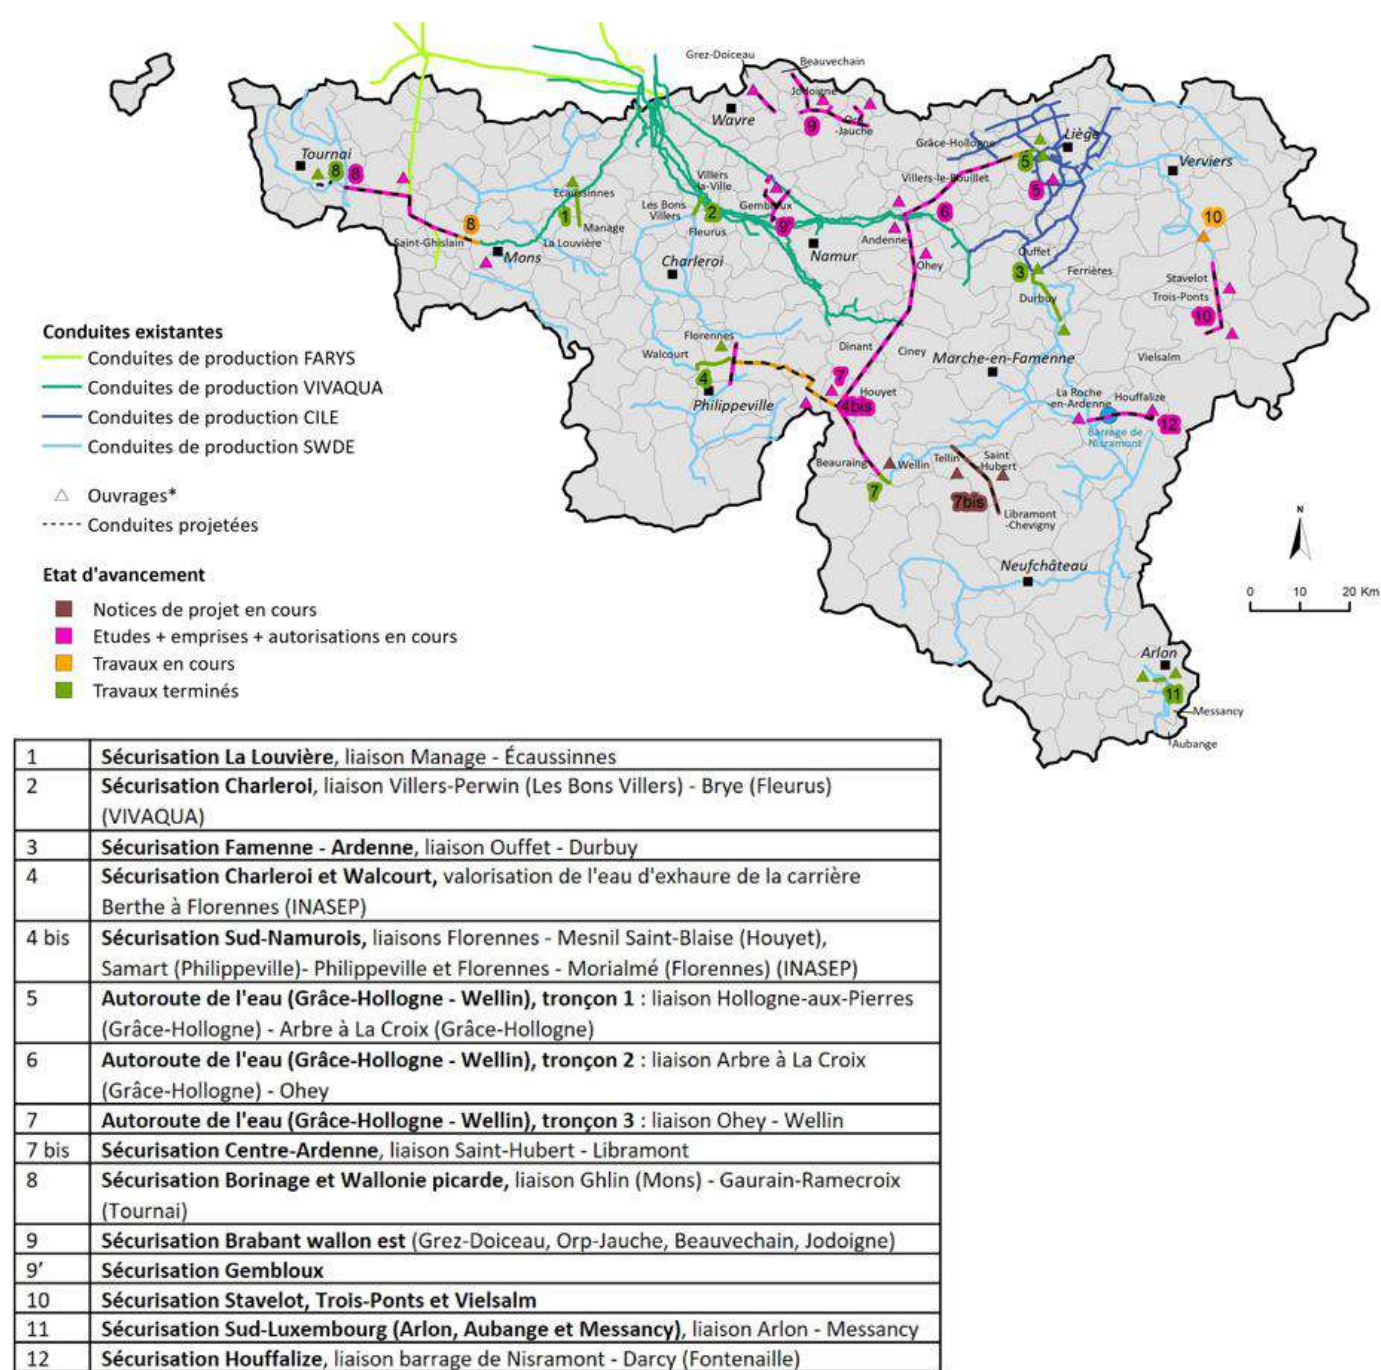 Grez-Doiceau
Beauvechain
Jodoigne
Wavre
9
Orp
-Jauche
Grâce-Hollogne
Liège
Tournai
8
8
Villers
-la-Ville
Villers-le-Bouillet
5
5
Verviers
Ecaussinnes
1
Manage
Les Bons
Villers
2
Fleurus
Gembloux
9'
6
10
8
Saint-Ghislain
La Louvière
Mons
Charleroi
Namur
Andenne
Ohey
Ouffet
3
Ferrières
Durbuy
Stavelot
Trois-Ponts
10
Vielsalm
Florennes
Walcourt
4
Philippeville
Dinant
Ciney
Marche-en-Famenne
7
Houyet
4bis
La Roche
-en-Ardenne
Houffalize
12
Barrage de
Nisramont
Beauraing
Wellin
7
Tellin
Saint
-Hubert
7bis
Libramont
-Chevigny
Neufchâteau
N
0 10 20 Km
Arlon
11
Messancy
Aubange
Conduites existantes
Conduites de production FARYS
Conduites de production VIVAQUA
Conduites de production CILE
Conduites de production SWDE
Ouvrages*
Conduites projetées
Etat d'avancement
Notices de projet en cours
Etudes + emprises + autorisations en cours
Travaux en cours
Travaux terminés
1 Sécurisation La Louvière, liaison Manage - Écaussinnes
2 Sécurisation Charleroi, liaison Villers-Perwin (Les Bons Villers) - Brye (Fleurus)
(VIVAQUA)
3 Sécurisation Famenne - Ardenne, liaison Ouffet - Durbuy
4 Sécurisation Charleroi et Walcourt, valorisation de l'eau d'exhaure de la carrière
Berthe à Florennes (INASEP)
4 bis Sécurisation Sud-Namurois, liaisons Florennes - Mesnil Saint-Blaise (Houyet),
Samart (Philippeville)- Philippeville et Florennes - Morialmé (Florennes) (INASEP)
5 Autoroute de l'eau (Grâce-Hollogne - Wellin), tronçon 1 : liaison Hollogne-aux-Pierres
(Grâce-Hollogne) - Arbre à La Croix (Grâce-Hollogne)
6 Autoroute de l'eau (Grâce-Hollogne - Wellin), tronçon 2 : liaison Arbre à La Croix
(Grâce-Hollogne) - Ohey
7 Autoroute de l'eau (Grâce-Hollogne - Wellin), tronçon 3 : liaison Ohey - Wellin
7 bis Sécurisation Centre-Ardenne, liaison Saint-Hubert - Libramont
8 Sécurisation Borinage et Wallonie picarde, liaison Ghlin (Mons) - Gaurain-Ramecroix
(Tournai)
9 Sécurisation Brabant wallon est (Grez-Doiceau, Orp-Jauche, Beauvechain, Jodoigne)
9' Sécurisation Gembloux
10 Sécurisation Stavelot, Trois-Ponts et Vielsalm
11 Sécurisation Sud-Luxembourg (Arlon, Aubange et Messancy), liaison Arlon - Messancy
12 Sécurisation Houffalize, liaison barrage de Nisramont - Darcy (Fontenaille)